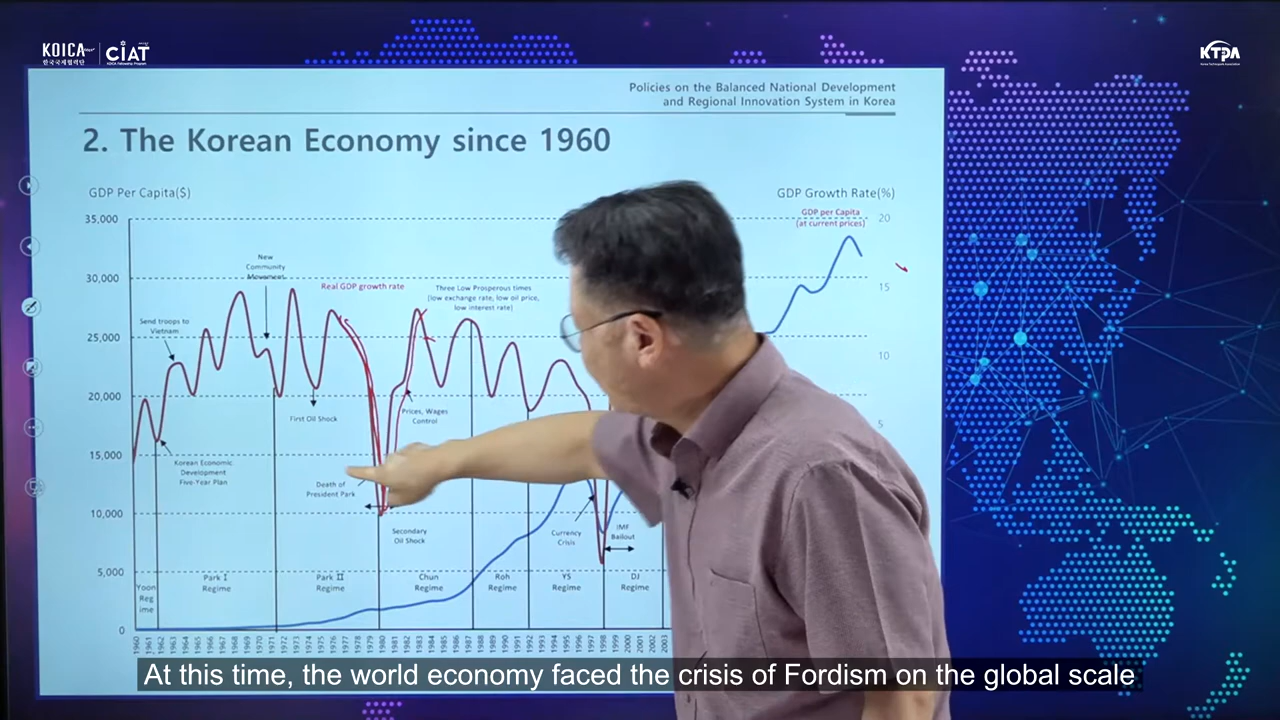 KOICA
한국국제협력단
CIAT
KOICA Fellowship Program
KTPA
Korea Technopark Association
Policies on the Balanced National Development
and Regional Innovation System in Korea
2. The Korean Economy since 1960
GDP Per Capita($)
GDP Growth Rate(%)
GDP per Capita
(at current prices)
35,000
20
New
Community
Movement
30,000
15
Real GDP growth rate
Three Low Prosperous times
(low exchange rate, low oil price,
low interest rate)
Send troops to
Vietnam
25,000
10
20,000
First Oil Shock
Prices, Wages
Control
5
15,000
Korean Economic
Development
Five-Year Plan
Death of
President Park
10,000
Secondary
Oil Shock
Currency
Crisis
IMF
Bailout
5,000
Yoon
Reg
ime
Park I
Regime
Park II
Regime
Chun
Regime
Roh
Regime
YS
Regime
DJ
Regime
0
1960 1961 1962 1963 1964 1965 1966 1967 1968 1969 1970 1971 1972 1973 1974 1975 1976 1977 1978 1979 1980 1981 1982 1983 1984 1985 1986 1987 1988 1989 1990 1991 1992 1993 1994 1995 1996 1997 1998 1999 2000 2001 2002 2003
At this time, the world economy faced the crisis of Fordism on the global scale